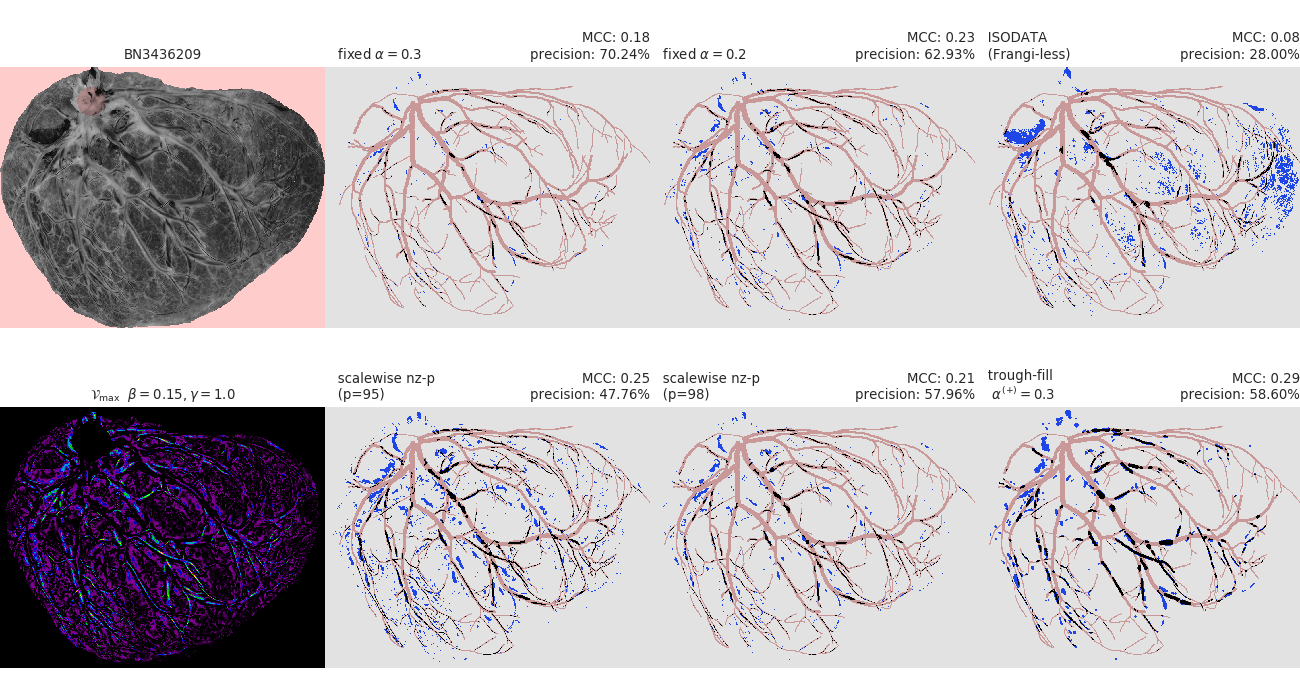 BN3436209
fixed α = 0.3
MCC: 0.18
precision: 70.24%
fixed α = 0.2
MCC: 0.23
precision: 62.93%
ISODATA
(Frangi-less)
MCC: 0.08
precision: 28.00%
𝒱max β = 0.15, γ = 1.0
scalewise nz-p
(p=95)
MCC: 0.25
precision: 47.76%
scalewise nz-p
(p=98)
MCC: 0.21
precision: 57.96%
trough-fill
α(+) = 0.3
MCC: 0.29
precision: 58.60%